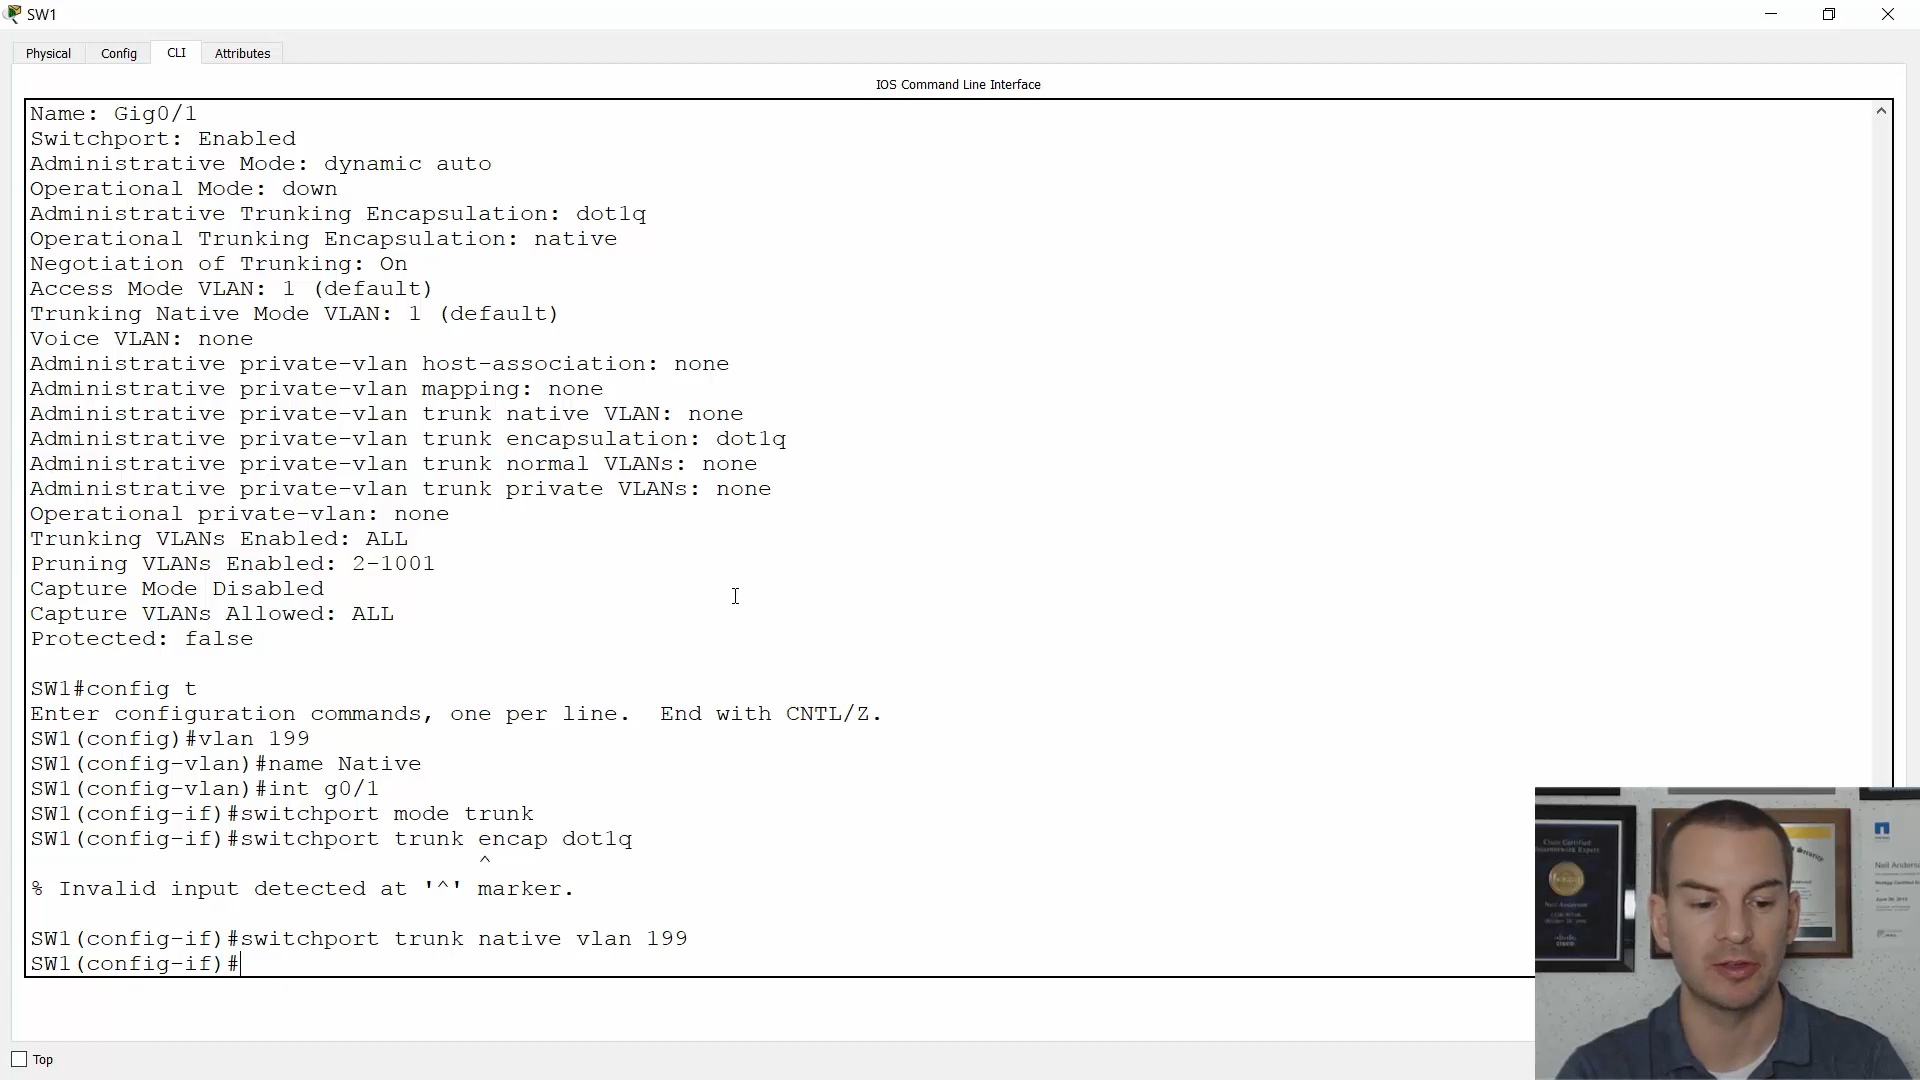 SW1
Physical
Config
CLI
Attributes
IOS Command Line Interface
Name: Gig0/1
Switchport: Enabled
Administrative Mode: dynamic auto
Operational Mode: down
Administrative Trunking Encapsulation: dot1q
Operational Trunking Encapsulation: native
Negotiation of Trunking: On
Access Mode VLAN: 1 (default)
Trunking Native Mode VLAN: 1 (default)
Voice VLAN: none
Administrative private-vlan host-association: none
Administrative private-vlan mapping: none
Administrative private-vlan trunk native VLAN: none
Administrative private-vlan trunk encapsulation: dot1q
Administrative private-vlan trunk normal VLANs: none
Administrative private-vlan trunk private VLANs: none
Operational private-vlan: none
Trunking VLANs Enabled: ALL
Pruning VLANs Enabled: 2-1001
Capture Mode Disabled
Capture VLANs Allowed: ALL
Protected: false
SW1#config t
Enter configuration commands, one per line.  End with CNTL/Z.
SW1(config)#vlan 199
SW1(config-vlan)#name Native
SW1(config-vlan)#int g0/1
SW1(config-if)#switchport mode trunk
SW1(config-if)#switchport trunk encap dot1q
^
% Invalid input detected at '^' marker.
SW1(config-if)#switchport trunk native vlan 199
SW1(config-if)#
Top
Cisco Certified
Neil Anderson